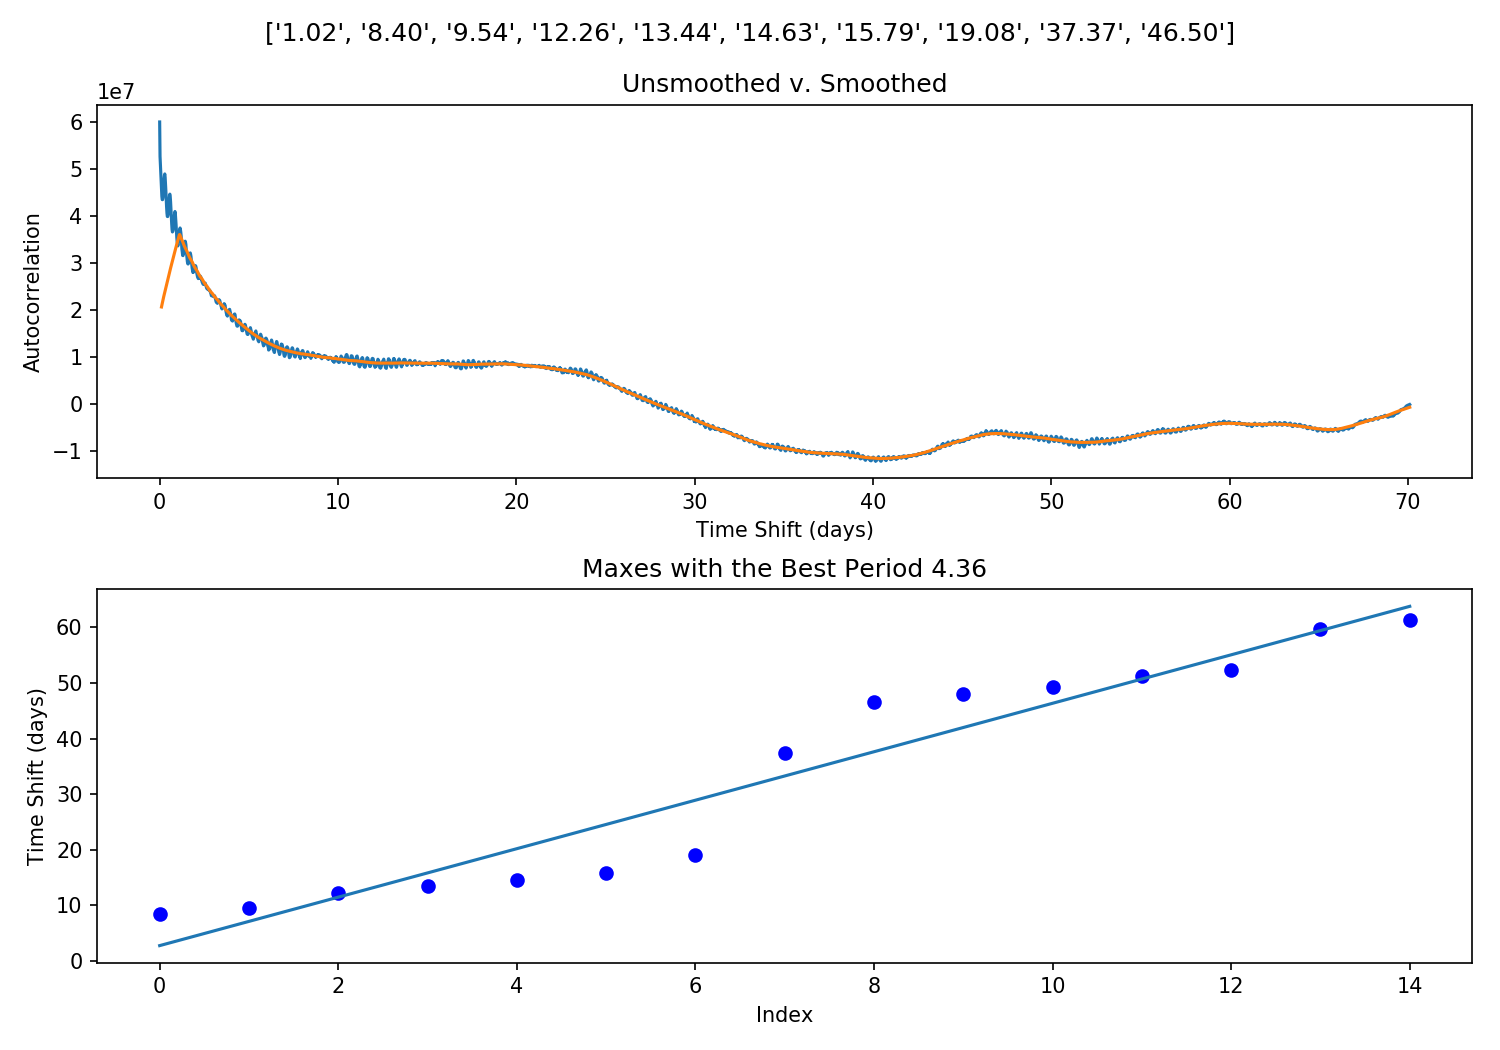 ['1.02', '8.40', '9.54', '12.26', '13.44', '14.63', '15.79', '19.08', '37.37', '46.50']
Unsmoothed v. Smoothed
1e7
6
5
4
3
2
1
0
−1
Autocorrelation
0 10 20 30 40 50 60 70
Time Shift (days)
Maxes with the Best Period 4.36
60
50
40
30
20
10
0
Time Shift (days)
0 2 4 6 8 10 12 14
Index